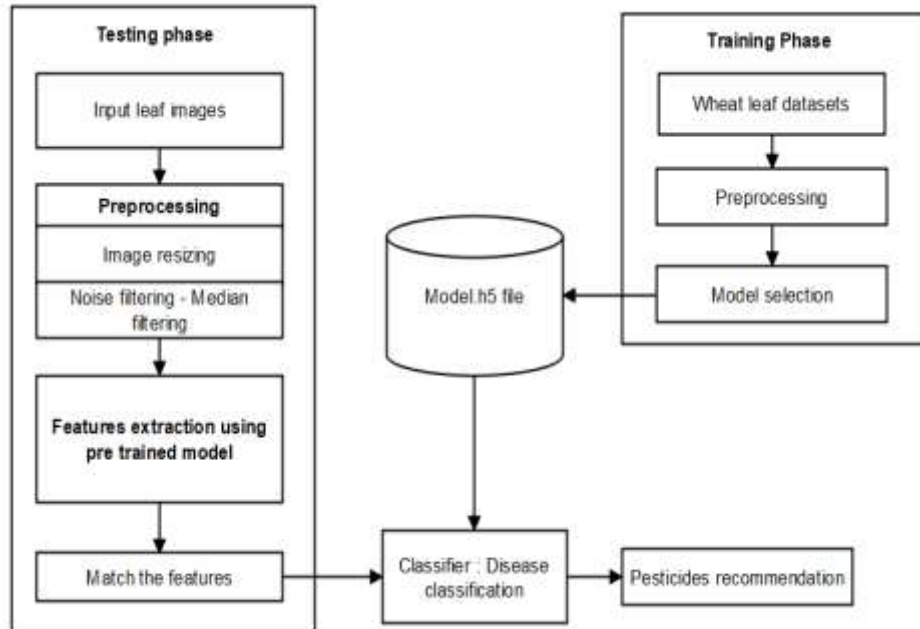 Testing phase
Input leaf images
Preprocessing
Image resizing
Noise filtering - Median
filtering
Features extraction using
pre trained model
Match the features
Training Phase
Wheat leaf datasets
Preprocessing
Model selection
Model.h5 file
Classifier : Disease
classification
Pesticides recommendation